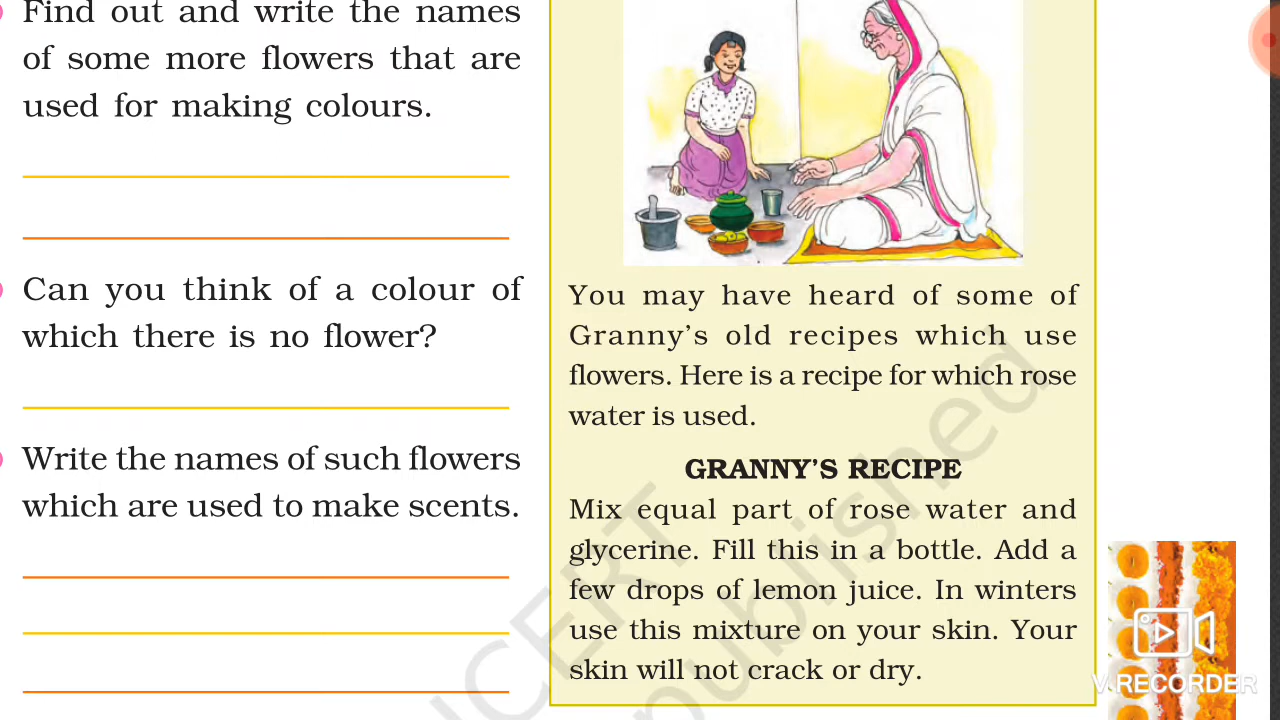 Find out and write the names
of some more flowers that are
used for making colours.
Can you think of a colour of
which there is no flower?
Write the names of such flowers
which are used to make scents.
You may have heard of some of
Granny's old recipes which use
flowers. Here is a recipe for which rose
water is used.
GRANNY'S RECIPE
Mix equal part of rose water and
glycerine. Fill this in a bottle. Add a
few drops of lemon juice. In winters
use this mixture on your skin. Your
skin will not crack or dry.
NCERT
published
V.RECORDER